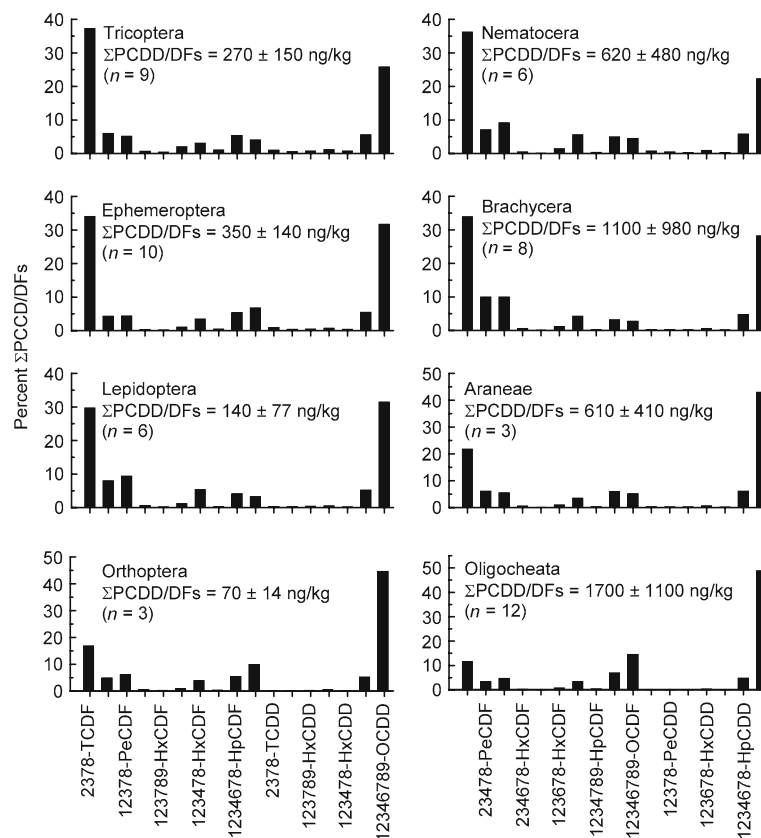 Percent ΣPCCD/DFs
40
30
20
10
0
Tricoptera
ΣPCDD/DFs = 270 ± 150 ng/kg
(n = 9)
40
30
20
10
0
Nematocera
ΣPCDD/DFs = 620 ± 480 ng/kg
(n = 6)
40
30
20
10
0
Ephemeroptera
ΣPCDD/DFs = 350 ± 140 ng/kg
(n = 10)
40
30
20
10
0
Brachycera
ΣPCDD/DFs = 1100 ± 980 ng/kg
(n = 8)
40
30
20
10
0
Lepidoptera
ΣPCDD/DFs = 140 ± 77 ng/kg
(n = 6)
50
40
30
20
10
0
Araneae
ΣPCDD/DFs = 610 ± 410 ng/kg
(n = 3)
50
40
30
20
10
0
Orthoptera
ΣPCDD/DFs = 70 ± 14 ng/kg
(n = 3)
50
40
30
20
10
0
Oligocheata
ΣPCDD/DFs = 1700 ± 1100 ng/kg
(n = 12)
2378-TCDF
12378-PeCDF
123789-HxCDF
123478-HxCDF
1234678-HpCDF
2378-TCDD
123789-HxCDD
123478-HxCDD
12346789-OCDD
23478-PeCDF
234678-HxCDF
123678-HxCDF
1234789-HpCDF
12346789-OCDF
12378-PeCDD
123678-HxCDD
1234678-HpCDD